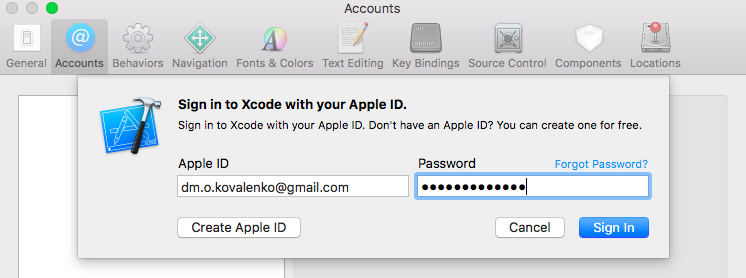 Accounts
General Accounts Behaviors Navigation Fonts & Colors Text Editing Key Bindings Source Control Components Locations
Sign in to Xcode with your Apple ID.
Sign in to Xcode with your Apple ID. Don't have an Apple ID? You can create one for free.
Apple ID Password Forgot Password?
dm.o.kovalenko@gmail.com ●●●●●●●●●●●●●
Create Apple ID Cancel Sign In